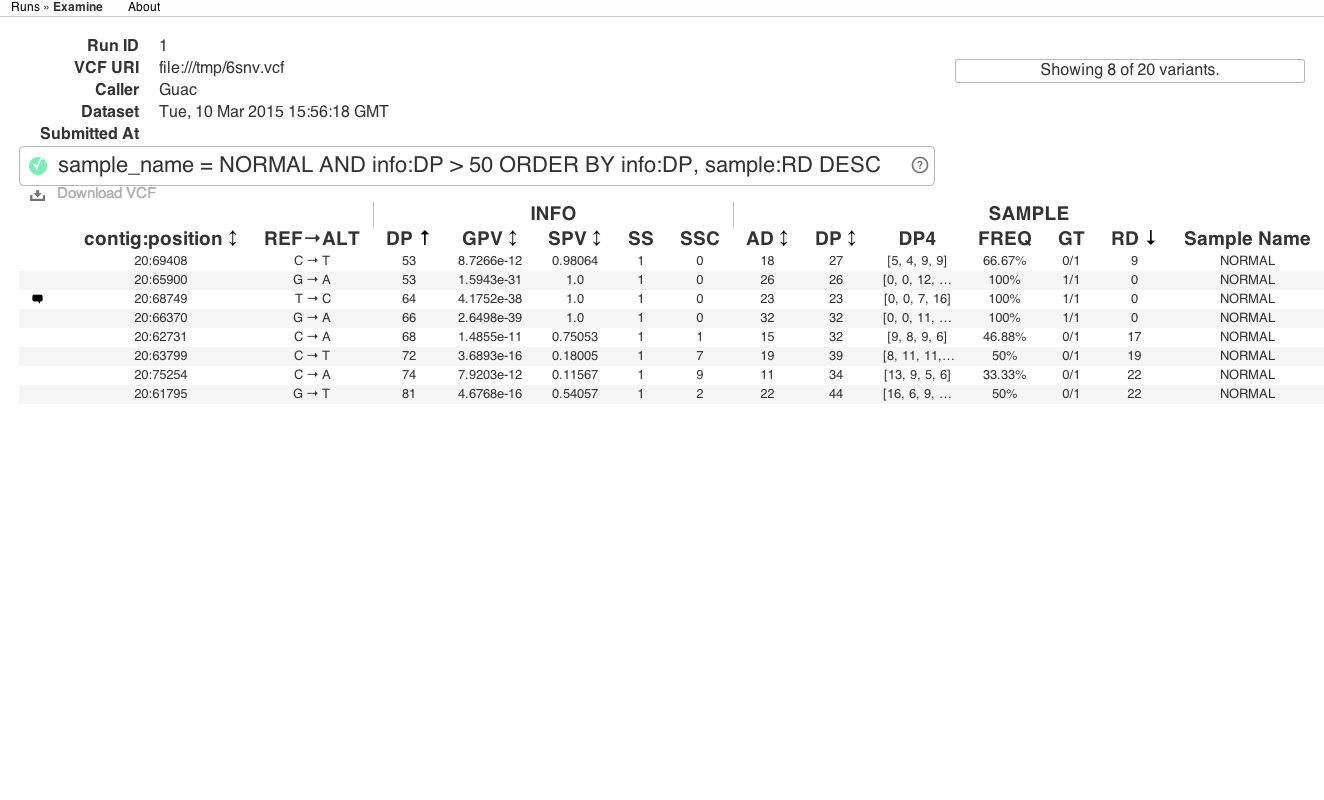 Runs » Examine About
Run ID 1
VCF URI file:///tmp/6snv.vcf
Showing 8 of 20 variants.
Caller Guac
Dataset Tue, 10 Mar 2015 15:56:18 GMT
Submitted At
sample_name = NORMAL AND info:DP > 50 ORDER BY info:DP, sample:RD DESC ?
Download VCF
INFO SAMPLE
contig:position ↕ REF→ALT DP ↑ GPV ↕ SPV ↕ SS SSC AD ↕ DP ↕ DP4 FREQ GT RD ↓ Sample Name
20:69408 C → T 53 8.7266e-12 0.98064 1 0 18 27 [5, 4, 9, 9] 66.67% 0/1 9 NORMAL
20:65900 G → A 53 1.5943e-31 1.0 1 0 26 26 [0, 0, 12, … 100% 1/1 0 NORMAL
20:68749 T → C 64 4.1752e-38 1.0 1 0 23 23 [0, 0, 7, 16] 100% 1/1 0 NORMAL
20:66370 G → A 66 2.6498e-39 1.0 1 0 32 32 [0, 0, 11, … 100% 1/1 0 NORMAL
20:62731 C → A 68 1.4855e-11 0.75053 1 1 15 32 [9, 8, 9, 6] 46.88% 0/1 17 NORMAL
20:63799 C → T 72 3.6893e-16 0.18005 1 7 19 39 [8, 11, 11,… 50% 0/1 19 NORMAL
20:75254 C → A 74 7.9203e-12 0.11567 1 9 11 34 [13, 9, 5, 6] 33.33% 0/1 22 NORMAL
20:61795 G → T 81 4.6768e-16 0.54057 1 2 22 44 [16, 6, 9, … 50% 0/1 22 NORMAL